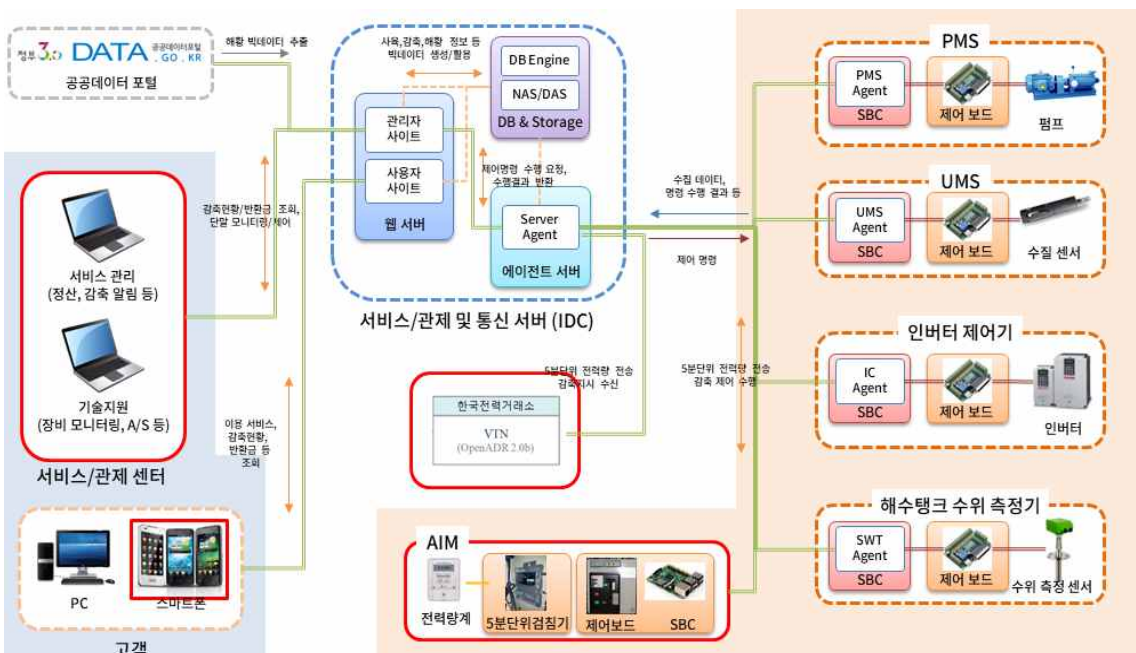 정부3.0 DATA 공공데이터포털
.GO.KR
공공데이터 포털
해황 빅데이터 추출
사육,감축,해황 정보 등
빅데이터 생성/활용
DB Engine
NAS/DAS
DB & Storage
관리자
사이트
사용자
사이트
웹 서버
제어명령 수행 요청,
수행결과 반환
Server
Agent
에이전트 서버
서비스/관제 및 통신 서버 (IDC)
감축현황/반환금 조회,
단말 모니터링/제어
서비스 관리
(정산, 감축 알림 등)
기술지원
(장비 모니터링, A/S 등)
서비스/관제 센터
이용 서비스,
감축현황,
반환금 등
조회
PC
스마트폰
고객
5분단위 전력량 전송
감축지시 수신
한국전력거래소
VTN
(OpenADR 2.0b)
수질 데이터,
명령 수행 결과 등
제어 명령
5분단위 전력량 전송
감축 제어 수행
PMS
PMS
Agent
SBC
제어 보드
펌프
UMS
UMS
Agent
SBC
제어 보드
수질 센서
인버터 제어기
IC
Agent
SBC
제어 보드
인버터
해수탱크 수위 측정기
SWT
Agent
SBC
제어 보드
수위 측정 센서
AIM
전력량계
5분단위검침기
제어보드
SBC